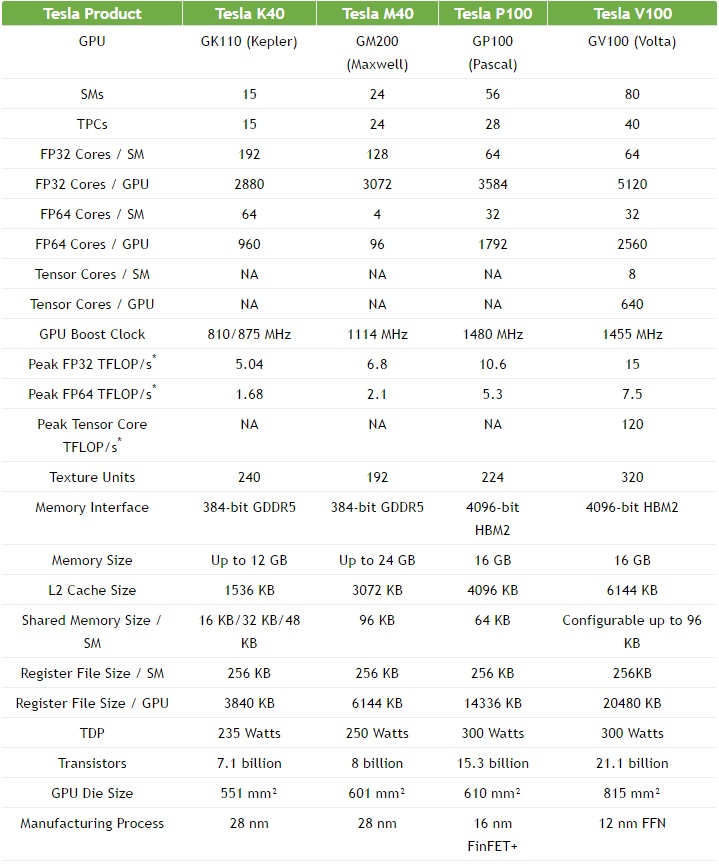 Tesla Product Tesla K40 Tesla M40 Tesla P100 Tesla V100
GPU GK110 (Kepler) GM200 (Maxwell) GP100 (Pascal) GV100 (Volta)
SMs 15 24 56 80
TPCs 15 24 28 40
FP32 Cores / SM 192 128 64 64
FP32 Cores / GPU 2880 3072 3584 5120
FP64 Cores / SM 64 4 32 32
FP64 Cores / GPU 960 96 1792 2560
Tensor Cores / SM NA NA NA 8
Tensor Cores / GPU NA NA NA 640
GPU Boost Clock 810/875 MHz 1114 MHz 1480 MHz 1455 MHz
Peak FP32 TFLOP/s* 5.04 6.8 10.6 15
Peak FP64 TFLOP/s* 1.68 2.1 5.3 7.5
Peak Tensor Core TFLOP/s* NA NA NA 120
Texture Units 240 192 224 320
Memory Interface 384-bit GDDR5 384-bit GDDR5 4096-bit HBM2 4096-bit HBM2
Memory Size Up to 12 GB Up to 24 GB 16 GB 16 GB
L2 Cache Size 1536 KB 3072 KB 4096 KB 6144 KB
Shared Memory Size / SM 16 KB/32 KB/48 KB 96 KB 64 KB Configurable up to 96 KB
Register File Size / SM 256 KB 256 KB 256 KB 256KB
Register File Size / GPU 3840 KB 6144 KB 14336 KB 20480 KB
TDP 235 Watts 250 Watts 300 Watts 300 Watts
Transistors 7.1 billion 8 billion 15.3 billion 21.1 billion
GPU Die Size 551 mm² 601 mm² 610 mm² 815 mm²
Manufacturing Process 28 nm 28 nm 16 nm FinFET+ 12 nm FFN